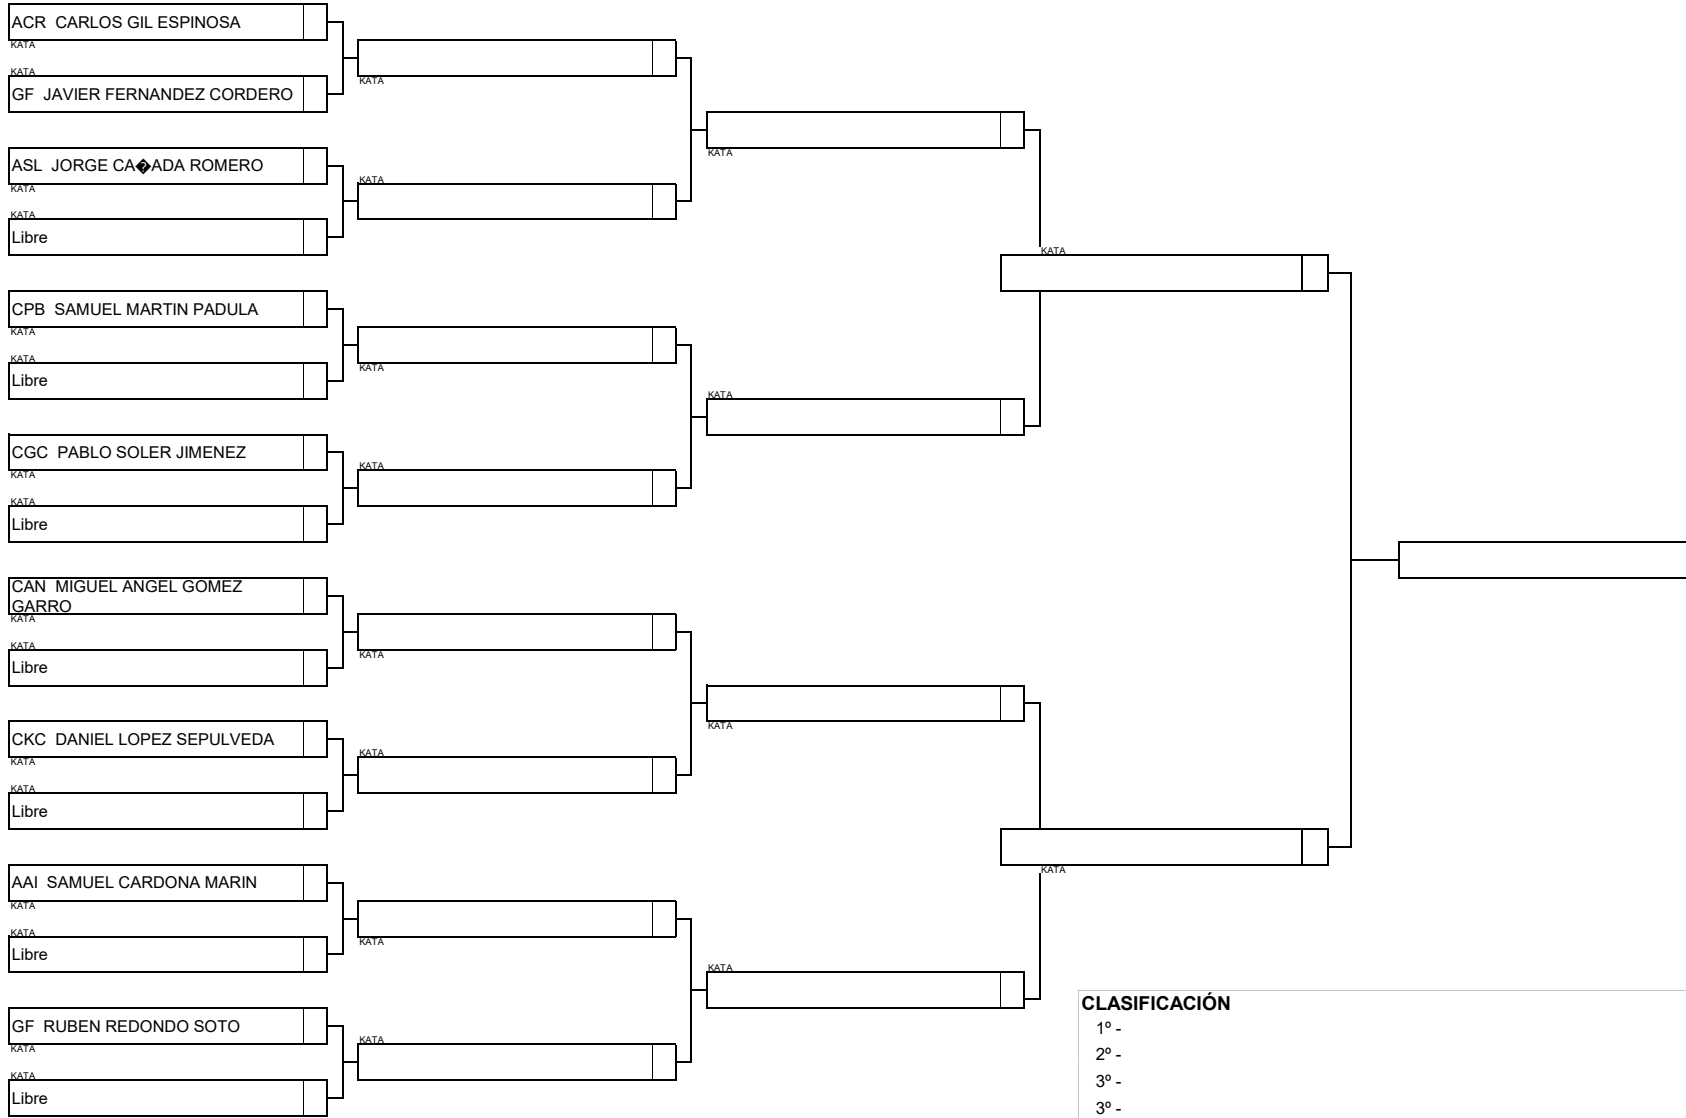 ACR CARLOS GIL ESPINOSA
KATA
KATA
GF JAVIER FERNANDEZ CORDERO
ASL JORGE CA�ADA ROMERO
KATA
KATA
Libre
CPB SAMUEL MARTIN PADULA
KATA
KATA
Libre
CGC PABLO SOLER JIMENEZ
KATA
KATA
Libre
CAN MIGUEL ANGEL GOMEZ
GARRO
KATA
KATA
Libre
CKC DANIEL LOPEZ SEPULVEDA
KATA
KATA
Libre
AAI SAMUEL CARDONA MARIN
KATA
KATA
Libre
GF RUBEN REDONDO SOTO
KATA
KATA
Libre
KATA
KATA
KATA
KATA
KATA
KATA
KATA
KATA
KATA
KATA
KATA
KATA
KATA
KATA
CLASIFICACIÓN
1º -
2º -
3º -
3º -